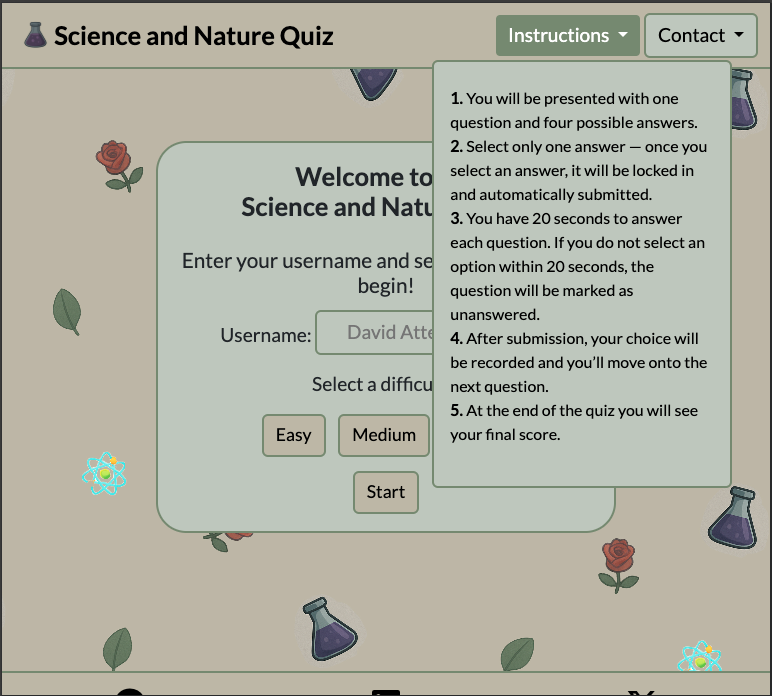 Science and Nature Quiz
Instructions
Contact
1. You will be presented with one
question and four possible answers.
2. Select only one answer — once you
select an answer, it will be locked in
and automatically submitted.
3. You have 20 seconds to answer
each question. If you do not select an
option within 20 seconds, the
question will be marked as
unanswered.
4. After submission, your choice will
be recorded and you’ll move onto the
next question.
5. At the end of the quiz you will see
your final score.
Welcome to
Science and
Enter your username and
begin!
Username:
David
Select a
Easy
Medium
Start